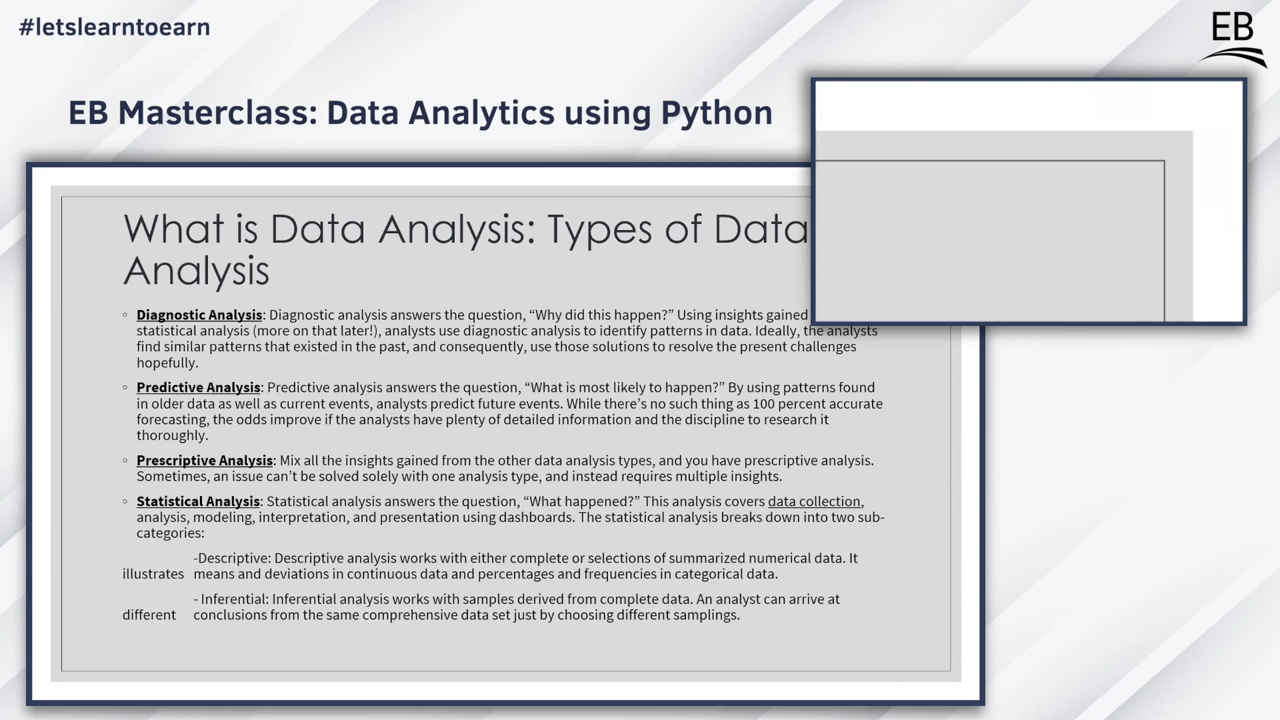 #letslearntoearn
EB
EB Masterclass: Data Analytics using Python
What is Data Analysis: Types of Data
Analysis
◦ Diagnostic Analysis: Diagnostic analysis answers the question, “Why did this happen?” Using insights gained
statistical analysis (more on that later!), analysts use diagnostic analysis to identify patterns in data. Ideally, the analysts
find similar patterns that existed in the past, and consequently, use those solutions to resolve the present challenges
hopefully.
◦ Predictive Analysis: Predictive analysis answers the question, “What is most likely to happen?” By using patterns found
in older data as well as current events, analysts predict future events. While there’s no such thing as 100 percent accurate
forecasting, the odds improve if the analysts have plenty of detailed information and the discipline to research it
thoroughly.
◦ Prescriptive Analysis: Mix all the insights gained from the other data analysis types, and you have prescriptive analysis.
Sometimes, an issue can’t be solved solely with one analysis type, and instead requires multiple insights.
◦ Statistical Analysis: Statistical analysis answers the question, “What happened?” This analysis covers data collection,
analysis, modeling, interpretation, and presentation using dashboards. The statistical analysis breaks down into two sub-
categories:
-Descriptive: Descriptive analysis works with either complete or selections of summarized numerical data. It
illustrates means and deviations in continuous data and percentages and frequencies in categorical data.
- Inferential: Inferential analysis works with samples derived from complete data. An analyst can arrive at
different conclusions from the same comprehensive data set just by choosing different samplings.